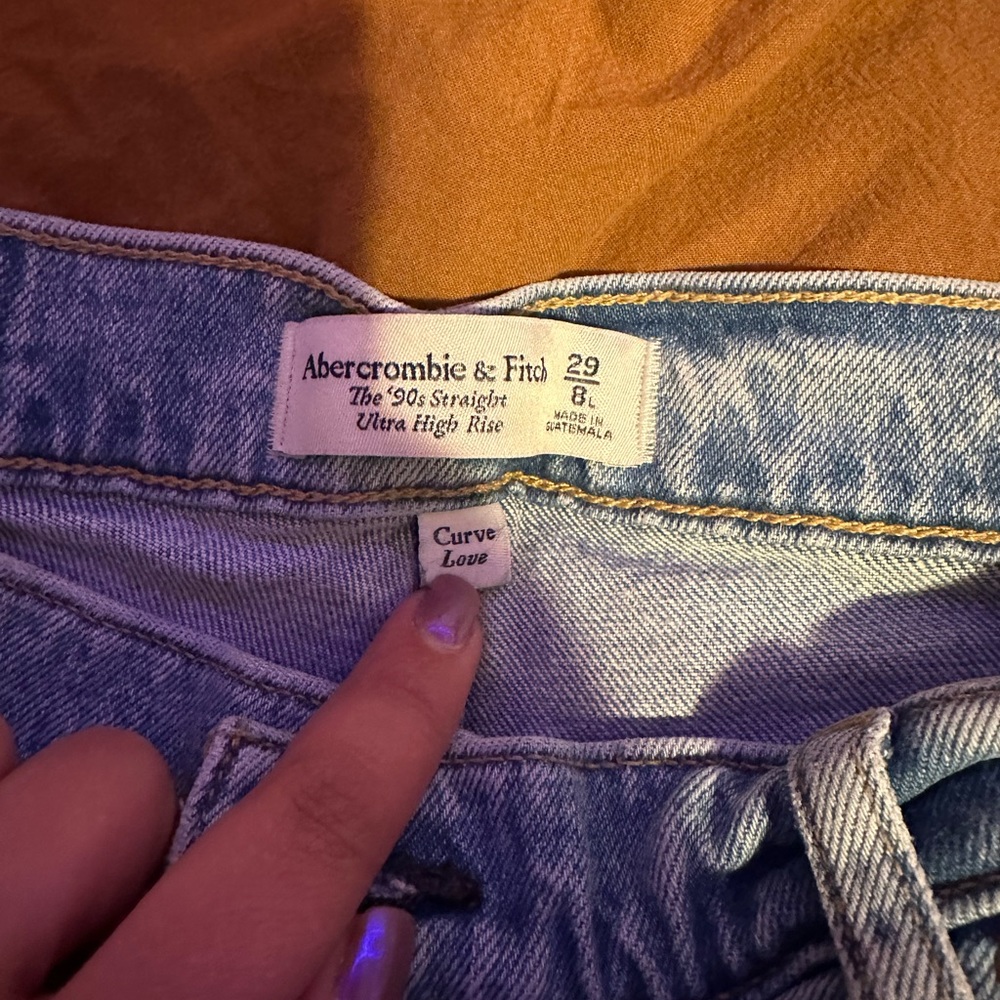 Abercrombie & Fitch
The '90s Straight
Ultra High Rise
29
8L
MADE IN
GUATEMALA
Curve
Love